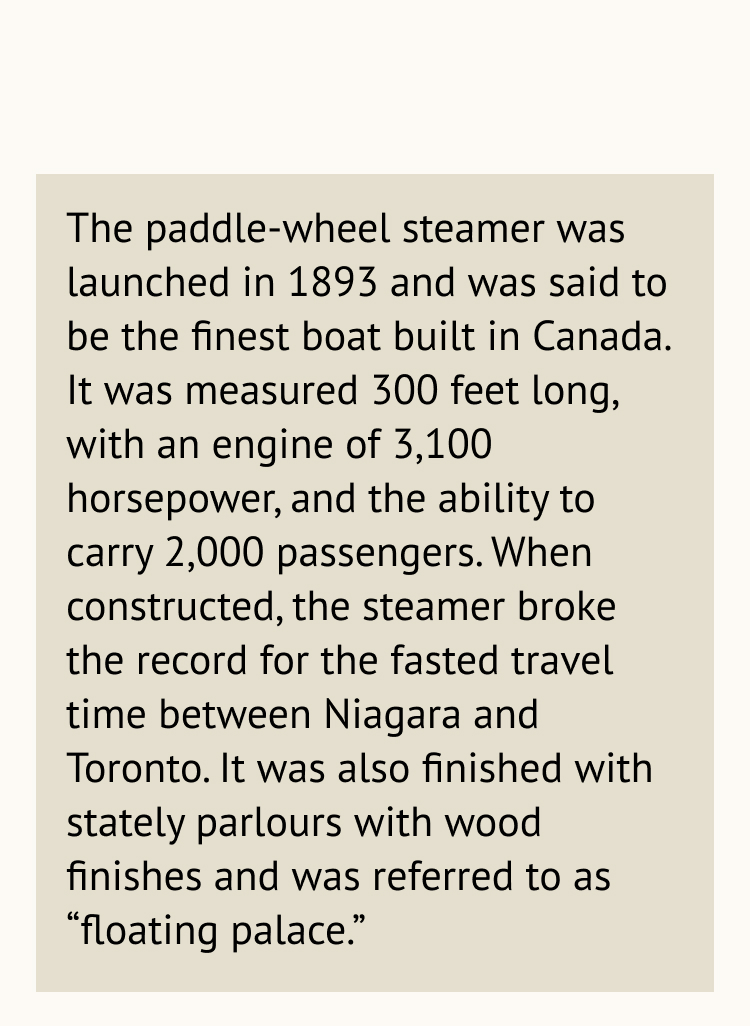 The paddle-wheel steamer was
launched in 1893 and was said to
be the finest boat built in Canada.
It was measured 300 feet long,
with an engine of 3,100
horsepower, and the ability to
carry 2,000 passengers. When
constructed, the steamer broke
the record for the fasted travel
time between Niagara and
Toronto. It was also finished with
stately parlours with wood
finishes and was referred to as
“floating palace.”